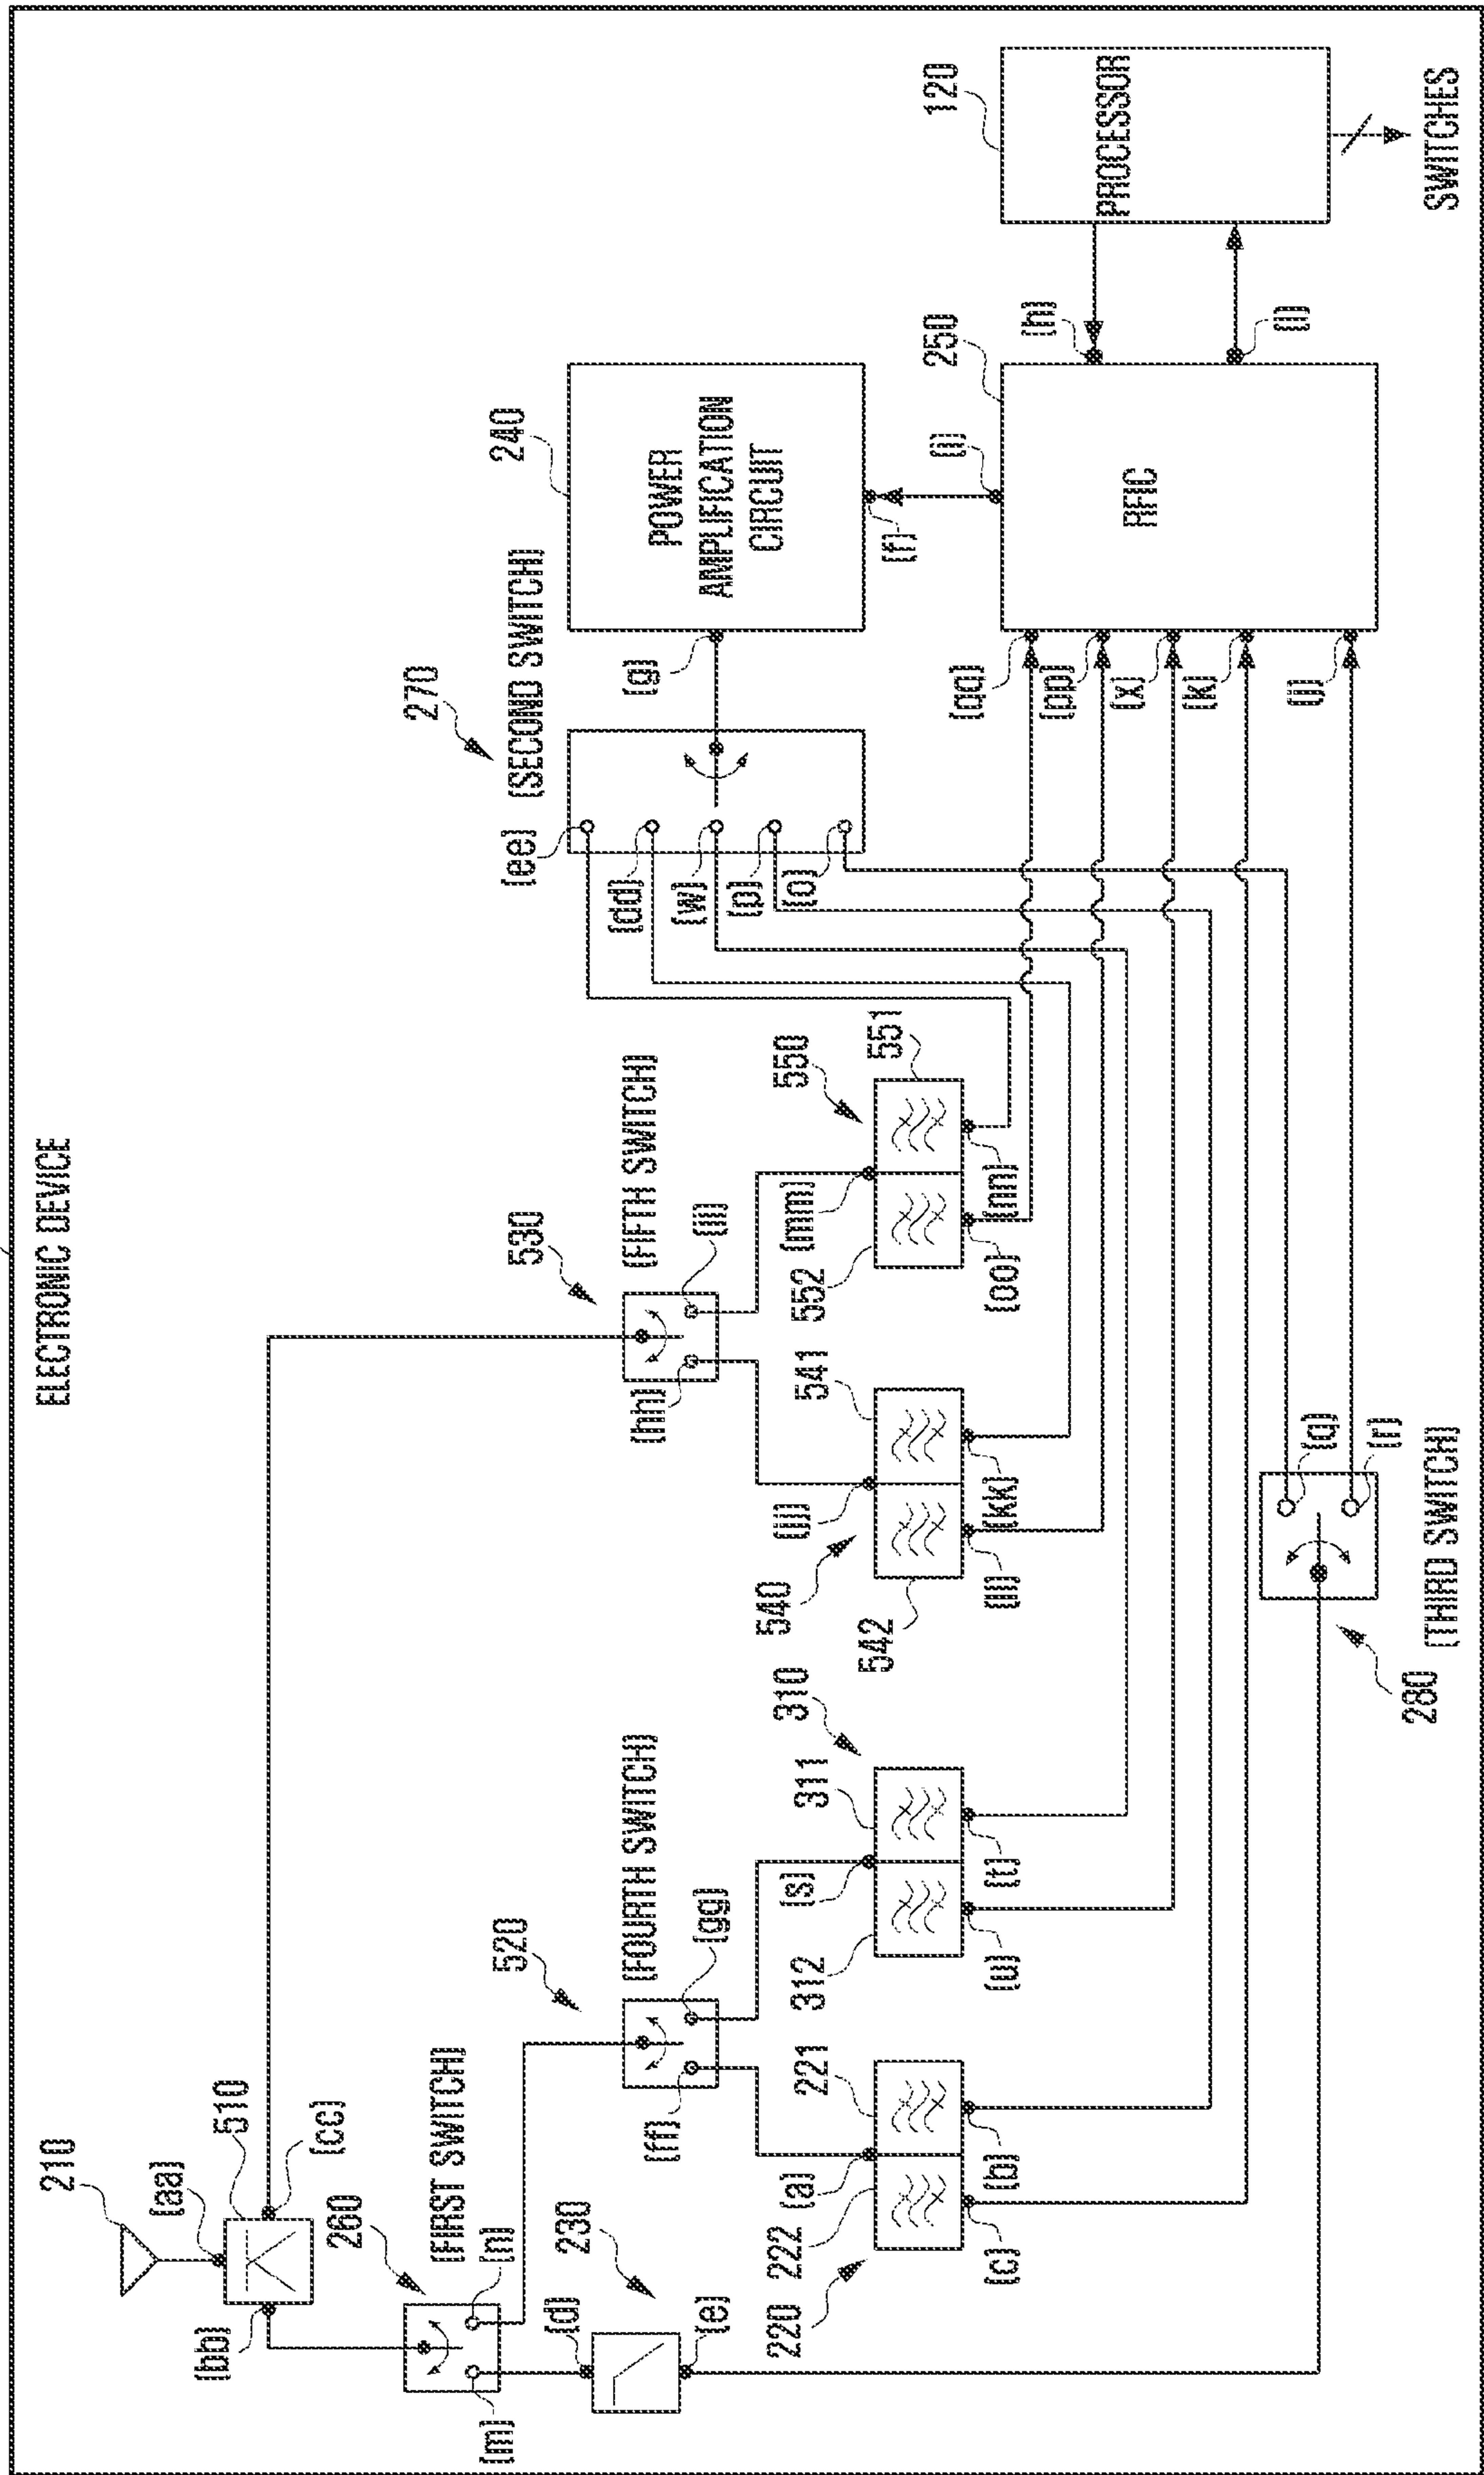 ELECTRONIC DEVICE
210
(aa)
510
(bb)
(cc)
260
(FIRST SWITCH)
(m)
(n)
230
(d)
(e)
520
(FOURTH SWITCH)
(ff)
(gg)
530
(FIFTH SWITCH)
(hh)
(ii)
220
222
221
(a)
(b)
(c)
310
312
311
(s)
(t)
(u)
540
542
541
(jj)
(kk)
(ll)
550
552
551
(mm)
(nn)
(oo)
270
(SECOND SWITCH)
(ee)
(dd)
(w)
(p)
(o)
240
POWER
AMPLIFICATION
CIRCUIT
(g)
(f)
(i)
250
RFIC
(qq)
(pp)
(x)
(k)
(j)
(h)
(l)
120
PROCESSOR
SWITCHES
280
(THIRD SWITCH)
(q)
(r)